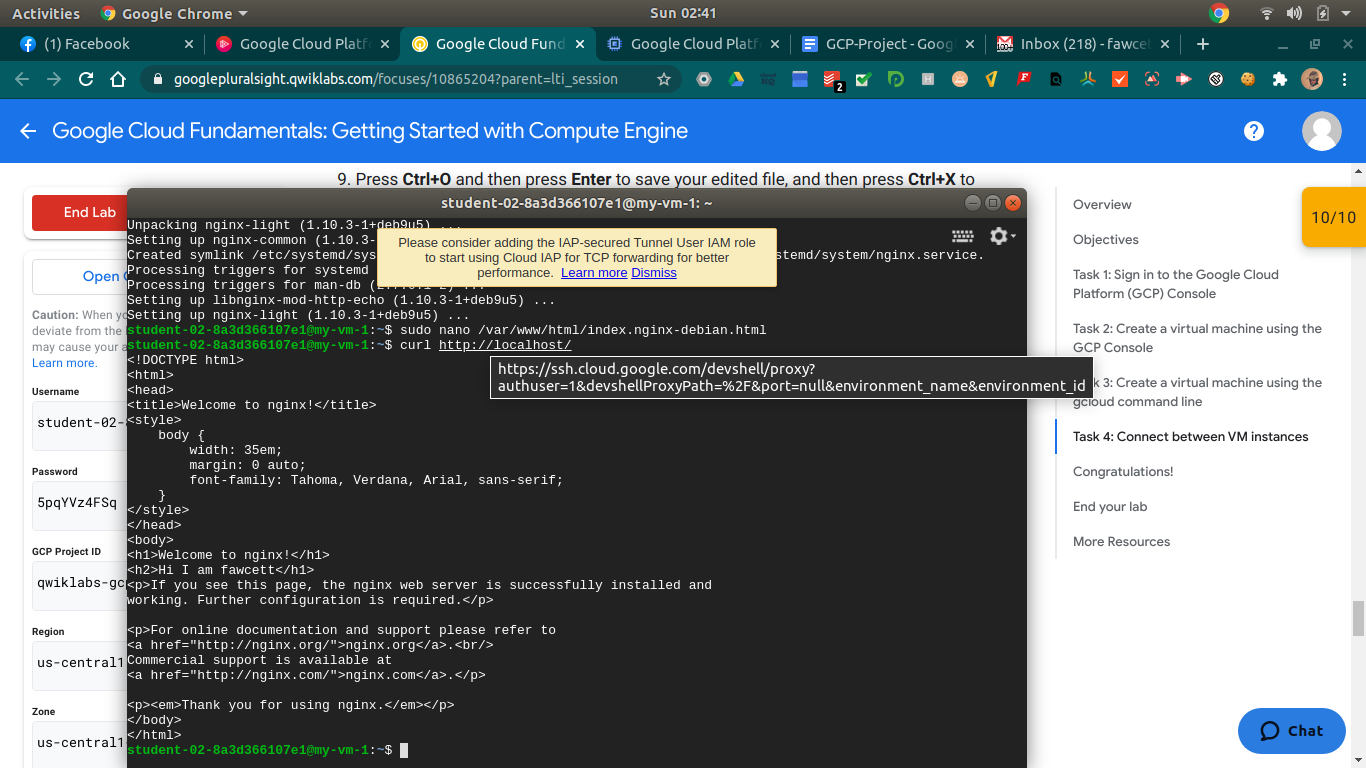 Activities
Google Chrome
Sun 02:41
(1) Facebook
Google Cloud Platf
Google Cloud Fund
Google Cloud Platf
GCP-Project - Goog
Inbox (218) - fawcet
googlepluralsight.qwiklabs.com/focuses/10865204?parent=lti_session
2
Google Cloud Fundamentals: Getting Started with Compute Engine
9. Press Ctrl+O and then press Enter to save your edited file, and then press Ctrl+X to
End Lab
Open
Caution: When you
deviate from the
may cause your a
Learn more.
Username
student-02-
Password
5pqYVz4FSq
GCP Project ID
qwiklabs-gc
Region
us-central1
Zone
us-central1
student-02-8a3d366107e1@my-vm-1: ~
Unpacking nginx-light (1.10.3-1+deb9u5) ...
Setting up nginx-common (1.10.3-
Created symlink /etc/systemd/sys
stemd/system/nginx.service.
Processing triggers for systemd
Processing triggers for man-db
Setting up libnginx-mod-http-echo (1.10.3-1+deb9u5) ...
Setting up nginx-light (1.10.3-1+deb9u5) ...
Please consider adding the IAP-secured Tunnel User IAM role
to start using Cloud IAP for TCP forwarding for better
performance. Learn more Dismiss
student-02-8a3d366107e1@my-vm-1:~$ sudo nano /var/www/html/index.nginx-debian.html
student-02-8a3d366107e1@my-vm-1:~$ curl http://localhost/
<!DOCTYPE html>
<html>
<head>
<title>Welcome to nginx!</title>
<style>
body {
width: 35em;
margin: 0 auto;
font-family: Tahoma, Verdana, Arial, sans-serif;
}
</style>
</head>
<body>
<h1>Welcome to nginx!</h1>
<h2>Hi I am fawcett</h1>
<p>If you see this page, the nginx web server is successfully installed and
working. Further configuration is required.</p>
<p>For online documentation and support please refer to
<a href="http://nginx.org/">nginx.org</a>.<br/>
Commercial support is available at
<a href="http://nginx.com/">nginx.com</a>.</p>
<p><em>Thank you for using nginx.</em></p>
</body>
</html>
student-02-8a3d366107e1@my-vm-1:~$
https://ssh.cloud.google.com/devshell/proxy?
authuser=1&devshellProxyPath=%2F&port=null&environment_name&environment_id
Overview
Objectives
Task 1: Sign in to the Google Cloud
Platform (GCP) Console
Task 2: Create a virtual machine using the
GCP Console
k 3: Create a virtual machine using the
gcloud command line
Task 4: Connect between VM instances
Congratulations!
End your lab
More Resources
10/10
Chat